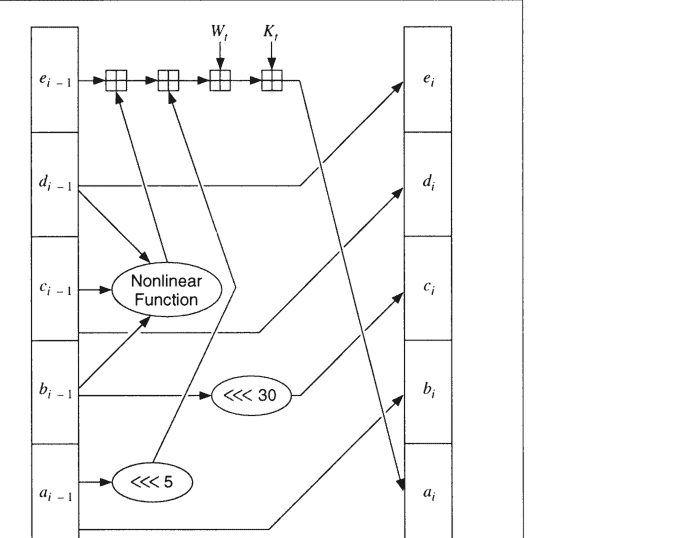 W_t K_t
e_{i-1} e_i
d_{i-1} d_i
c_{i-1} Nonlinear Function c_i
b_{i-1} <<< 30 b_i
a_{i-1} <<< 5 a_i